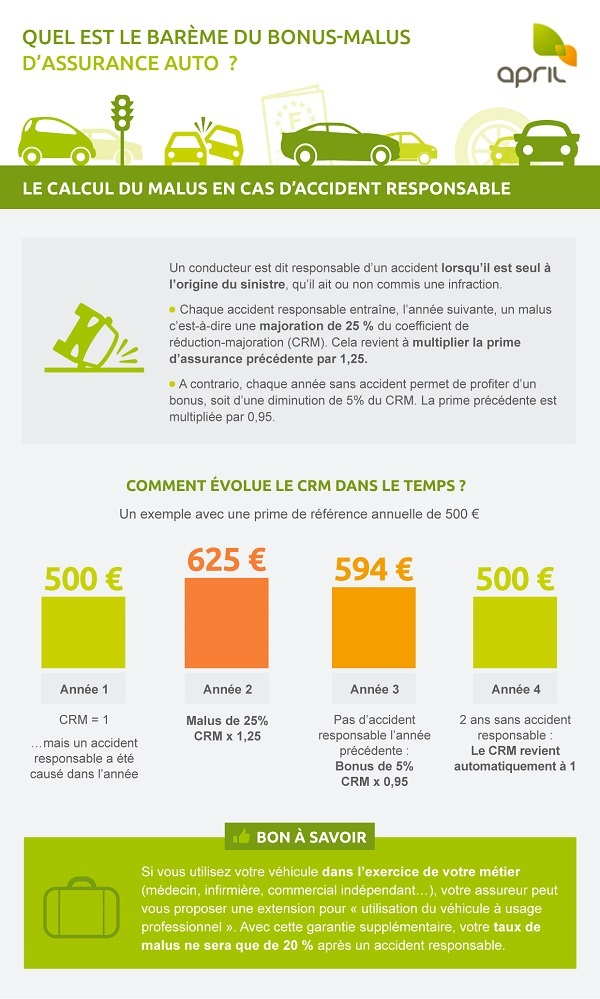 QUEL EST LE BARÈME DU BONUS-MALUS
D’ASSURANCE AUTO ?
april
F
LE CALCUL DU MALUS EN CAS D’ACCIDENT RESPONSABLE
Un conducteur est dit responsable d’un accident lorsqu’il est seul à
l’origine du sinistre, qu’il ait ou non commis une infraction.
• Chaque accident responsable entraîne, l’année suivante, un malus
c’est-à-dire une majoration de 25 % du coefficient de
réduction-majoration (CRM). Cela revient à multiplier la prime
d’assurance précédente par 1,25.
• A contrario, chaque année sans accident permet de profiter d’un
bonus, soit d’une diminution de 5% du CRM. La prime précédente est
multipliée par 0,95.
COMMENT ÉVOLUE LE CRM DANS LE TEMPS ?
Un exemple avec une prime de référence annuelle de 500 €
500 €
Année 1
CRM = 1
…mais un accident
responsable a été
causé dans l’année
625 €
Année 2
Malus de 25%
CRM x 1,25
594 €
Année 3
Pas d’accident
responsable l’année
précédente :
Bonus de 5%
CRM x 0,95
500 €
Année 4
2 ans sans accident
responsable :
Le CRM revient
automatiquement à 1
BON À SAVOIR
Si vous utilisez votre véhicule dans l’exercice de votre métier
(médecin, infirmière, commercial indépendant…), votre assureur peut
vous proposer une extension pour « utilisation du véhicule à usage
professionnel ». Avec cette garantie supplémentaire, votre taux de
malus ne sera que de 20 % après un accident responsable.